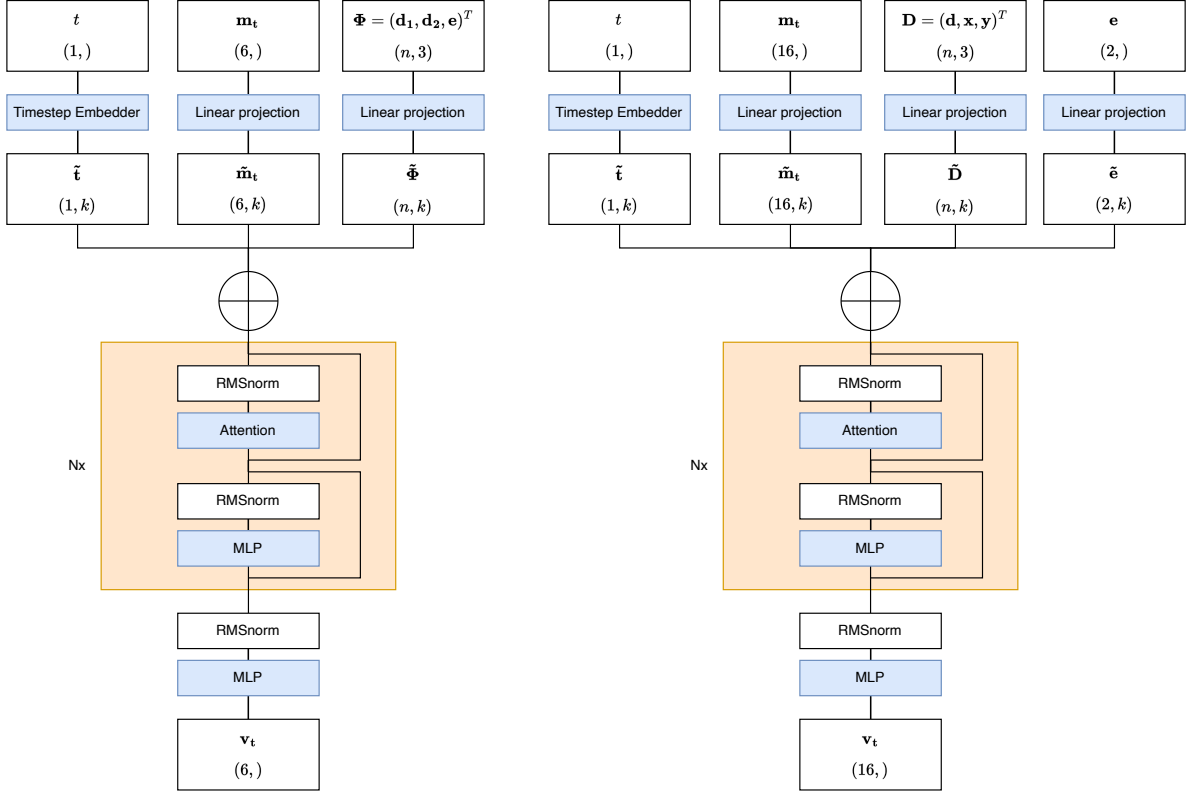 t
(1, )
Timestep Embedder
t̃
(1, k)
m_t
(6, )
Linear projection
m̃_t
(6, k)
Φ = (d_1, d_2, e)^T
(n, 3)
Linear projection
Φ̃
(n, k)
Nx
RMSnorm
Attention
RMSnorm
MLP
RMSnorm
MLP
v_t
(6, )
t
(1, )
Timestep Embedder
t̃
(1, k)
m_t
(16, )
Linear projection
m̃_t
(16, k)
D = (d, x, y)^T
(n, 3)
Linear projection
D̃
(n, k)
e
(2, )
Linear projection
ẽ
(2, k)
Nx
RMSnorm
Attention
RMSnorm
MLP
RMSnorm
MLP
v_t
(16, )